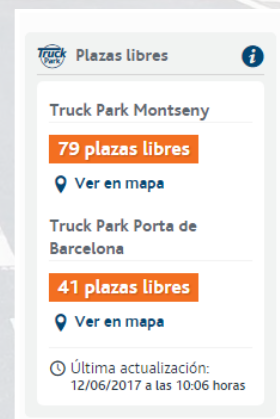 Truck Park Plazas libres
Truck Park Montseny
79 plazas libres
Ver en mapa
Truck Park Porta de
Barcelona
41 plazas libres
Ver en mapa
Última actualización:
12/06/2017 a las 10:06 horas